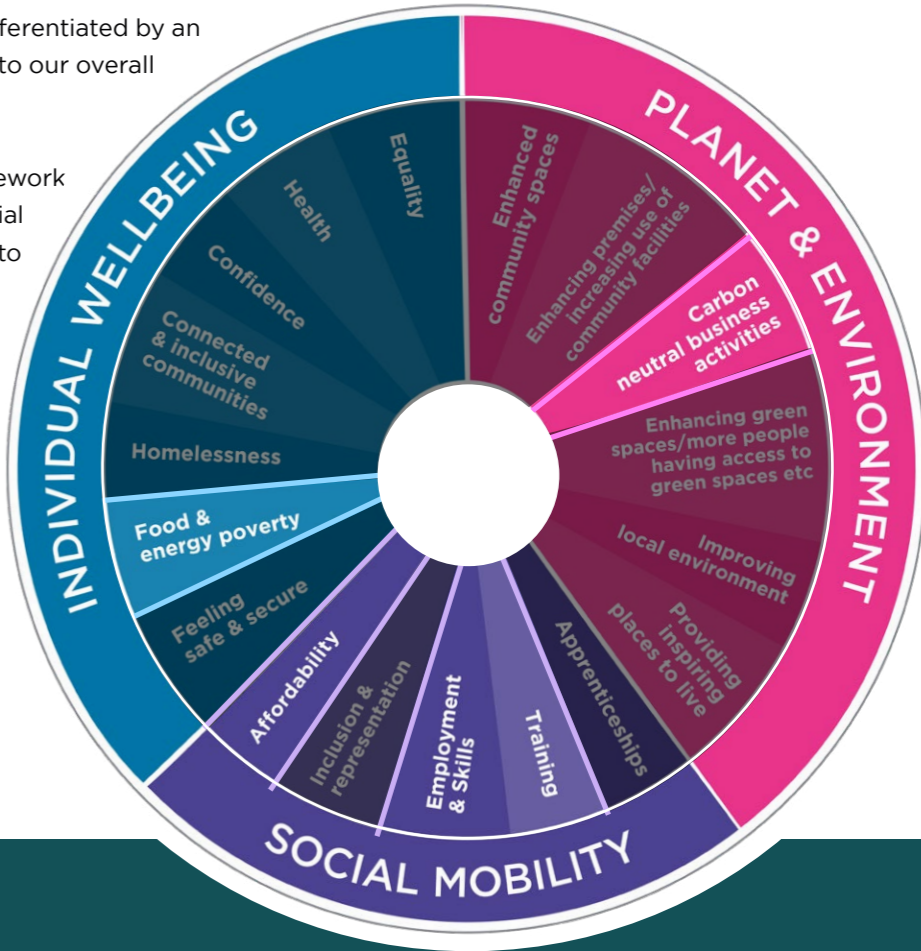 fferentiated by an
to our overall
ework
ial
to
INDIVIDUAL WELLBEING
PLANET & ENVIRONMENT
SOCIAL MOBILITY
Equality
Health
Confidence
Connected
& inclusive
communities
Homelessness
Food &
energy poverty
Feeling
safe & secure
Enhanced
community spaces
Enhancing premises/
increasing use of
community facilities
Carbon
neutral business
activities
Enhancing green
spaces/more people
having access to
green spaces etc
Improving
local environment
Providing
inspiring
places to live
Apprenticeships
Training
Employment
& Skills
Inclusion &
representation
Affordability